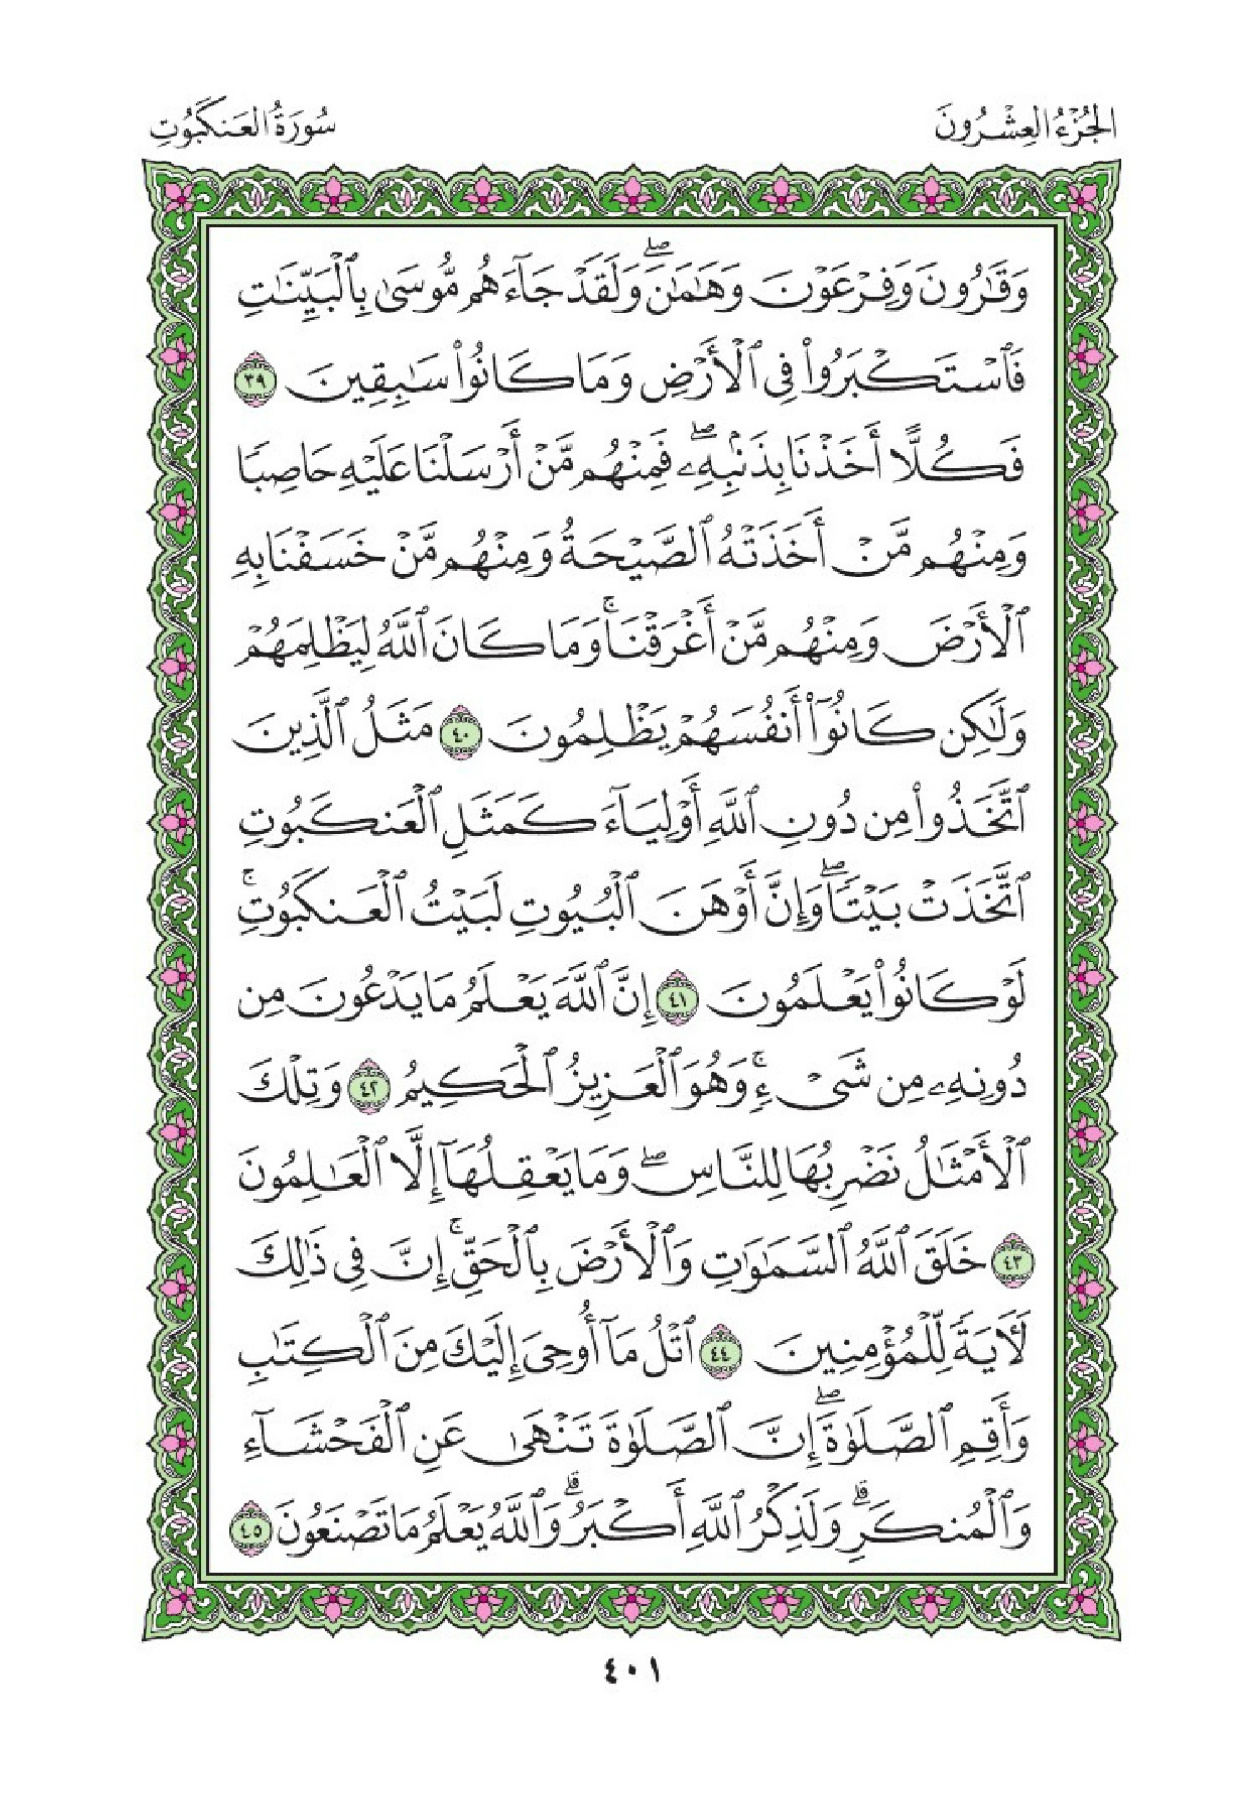 الجُزْءُ العِشْرُونَ
سُورَةُ العَنكَبُوتِ
وَقَٰرُونَ وَفِرْعَوْنَ وَهَٰمَٰنَۖ وَلَقَدْ جَآءَهُم مُّوسَىٰ بِٱلْبَيِّنَٰتِ
فَٱسْتَكْبَرُوا۟ فِى ٱلْأَرْضِ وَمَا كَانُوا۟ سَٰبِقِينَ ٣٩
فَكُلًّا أَخَذْنَا بِذَنۢبِهِۦۖ فَمِنْهُم مَّنْ أَرْسَلْنَا عَلَيْهِ حَاصِبًا
وَمِنْهُم مَّنْ أَخَذَتْهُ ٱلصَّيْحَةُ وَمِنْهُم مَّنْ خَسَفْنَا بِهِ
ٱلْأَرْضَ وَمِنْهُم مَّنْ أَغْرَقْنَاۚ وَمَا كَانَ ٱللَّهُ لِيَظْلِمَهُمْ
وَلَٰكِن كَانُوٓا۟ أَنفُسَهُمْ يَظْلِمُونَ ٤٠ مَثَلُ ٱلَّذِينَ
ٱتَّخَذُوا۟ مِن دُونِ ٱللَّهِ أَوْلِيَآءَ كَمَثَلِ ٱلْعَنكَبُوتِ
ٱتَّخَذَتْ بَيْتًاۖ وَإِنَّ أَوْهَنَ ٱلْبُيُوتِ لَبَيْتُ ٱلْعَنكَبُوتِۚ
لَوْ كَانُوا۟ يَعْلَمُونَ ٤١ إِنَّ ٱللَّهَ يَعْلَمُ مَا يَدْعُونَ مِن
دُونِهِۦ مِن شَىْءٍۚ وَهُوَ ٱلْعَزِيزُ ٱلْحَكِيمُ ٤٢ وَتِلْكَ
ٱلْأَمْثَٰلُ نَضْرِبُهَا لِلنَّاسِۖ وَمَا يَعْقِلُهَآ إِلَّا ٱلْعَٰلِمُونَ
٤٣ خَلَقَ ٱللَّهُ ٱلسَّمَٰوَٰتِ وَٱلْأَرْضَ بِٱلْحَقِّۚ إِنَّ فِى ذَٰلِكَ
لَءَايَةً لِّلْمُؤْمِنِينَ ٤٤ ٱتْلُ مَآ أُوحِىَ إِلَيْكَ مِنَ ٱلْكِتَٰبِ
وَأَقِمِ ٱلصَّلَوٰةَۖ إِنَّ ٱلصَّلَوٰةَ تَنْهَىٰ عَنِ ٱلْفَحْشَآءِ
وَٱلْمُنكَرِۗ وَلَذِكْرُ ٱللَّهِ أَكْبَرُۗ وَٱللَّهُ يَعْلَمُ مَا تَصْنَعُونَ ٤٥
٤٠١